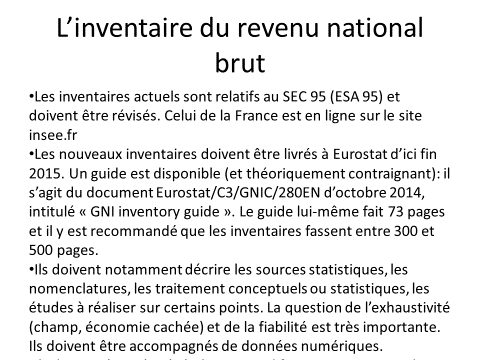 L’inventaire du revenu national
brut
•Les inventaires actuels sont relatifs au SEC 95 (ESA 95) et
doivent être révisés. Celui de la France est en ligne sur le site
insee.fr
•Les nouveaux inventaires doivent être livrés à Eurostat d’ici fin
2015. Un guide est disponible (et théoriquement contraignant): il
s’agit du document Eurostat/C3/GNIC/280EN d’octobre 2014,
intitulé « GNI inventory guide ». Le guide lui-même fait 73 pages
et il y est recommandé que les inventaires fassent entre 300 et
500 pages.
•Ils doivent notamment décrire les sources statistiques, les
nomenclatures, les traitement conceptuels ou statistiques, les
études à réaliser sur certains points. La question de l’exhaustivité
(champ, économie cachée) et de la fiabilité est très importante.
Ils doivent être accompagnés de données numériques.